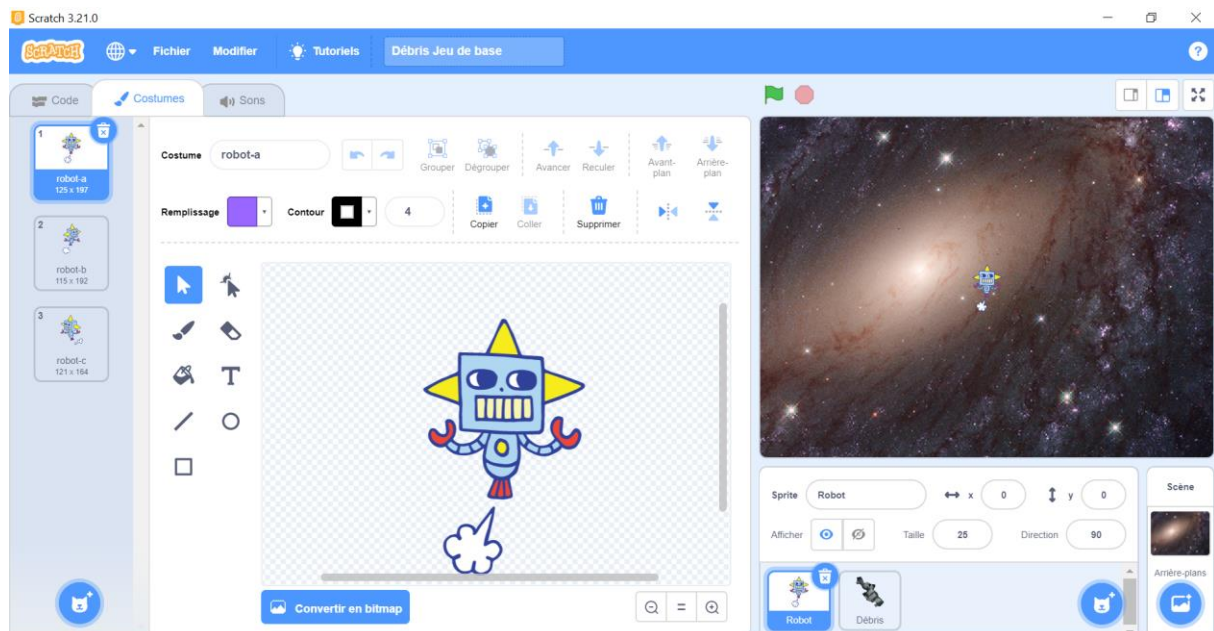 Scratch 3.21.0
SCRATCH Fichier Modifier Tutoriels Débris Jeu de base ?
Code Costumes Sons
1
robot-a
125 x 197
2
robot-b
115 x 192
3
robot-c
121 x 164
Costume robot-a
Grouper Dégrouper Avancer Reculer Avant-plan Arrière-plan
Remplissage Contour 4
Copier Coller Supprimer
T
Convertir en bitmap
=
Sprite Robot x 0 y 0
Afficher Taille 25 Direction 90
Robot Débris
Scène
Arrière-plans